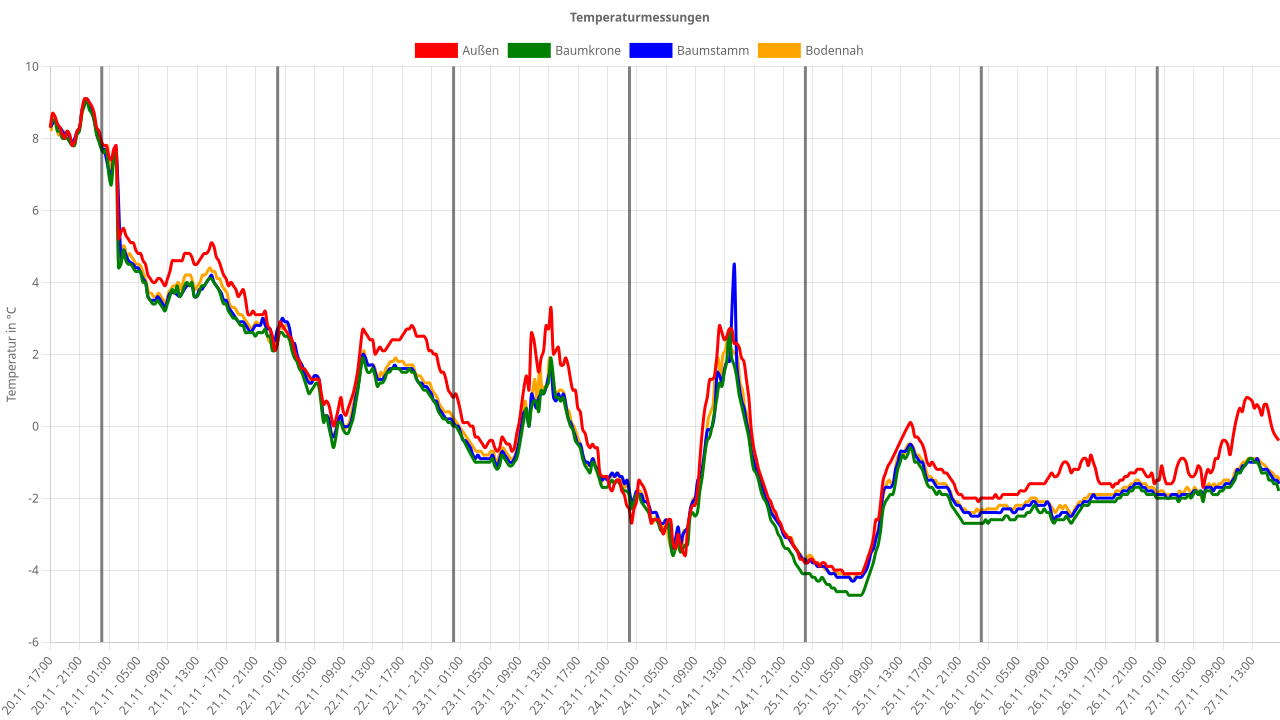 Temperaturmessungen
Außen Baumkrone Baumstamm Bodennah
Temperatur in °C
10
8
6
4
2
0
-2
-4
-6
20.11 - 17:00
20.11 - 21:00
21.11 - 01:00
21.11 - 05:00
21.11 - 09:00
21.11 - 13:00
21.11 - 17:00
21.11 - 21:00
22.11 - 01:00
22.11 - 05:00
22.11 - 09:00
22.11 - 13:00
22.11 - 17:00
22.11 - 21:00
23.11 - 01:00
23.11 - 05:00
23.11 - 09:00
23.11 - 13:00
23.11 - 17:00
23.11 - 21:00
24.11 - 01:00
24.11 - 05:00
24.11 - 09:00
24.11 - 13:00
24.11 - 17:00
24.11 - 21:00
25.11 - 01:00
25.11 - 05:00
25.11 - 09:00
25.11 - 13:00
25.11 - 17:00
25.11 - 21:00
26.11 - 01:00
26.11 - 05:00
26.11 - 09:00
26.11 - 13:00
26.11 - 17:00
26.11 - 21:00
27.11 - 01:00
27.11 - 05:00
27.11 - 09:00
27.11 - 13:00